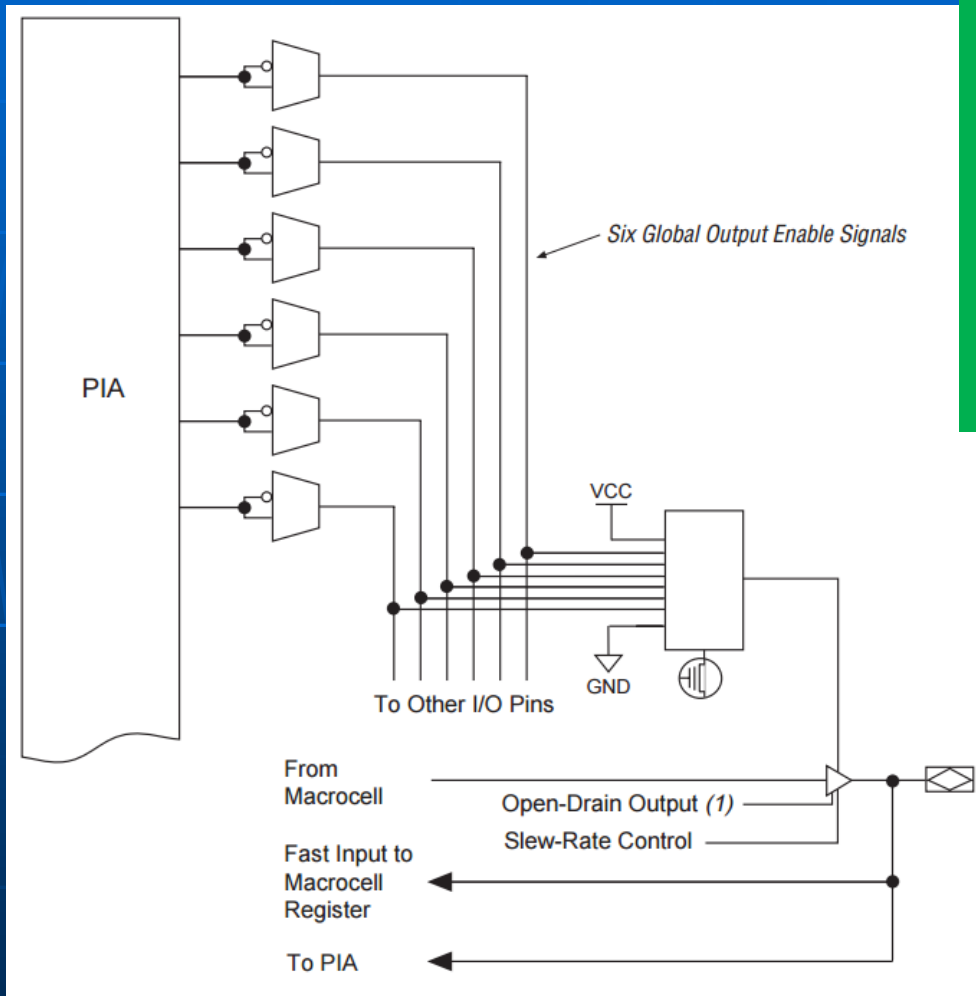 Six Global Output Enable Signals
PIA
VCC
GND
To Other I/O Pins
From
Macrocell
Open-Drain Output (1)
Slew-Rate Control
Fast Input to
Macrocell
Register
To PIA